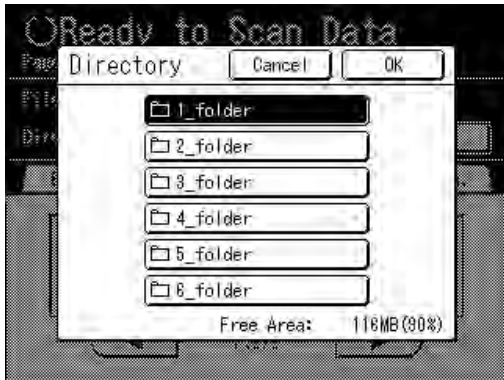 Ready to Scan Data
Directory Cancel OK
1_folder
2_folder
3_folder
4_folder
5_folder
6_folder
Free Area: 116MB(90%)